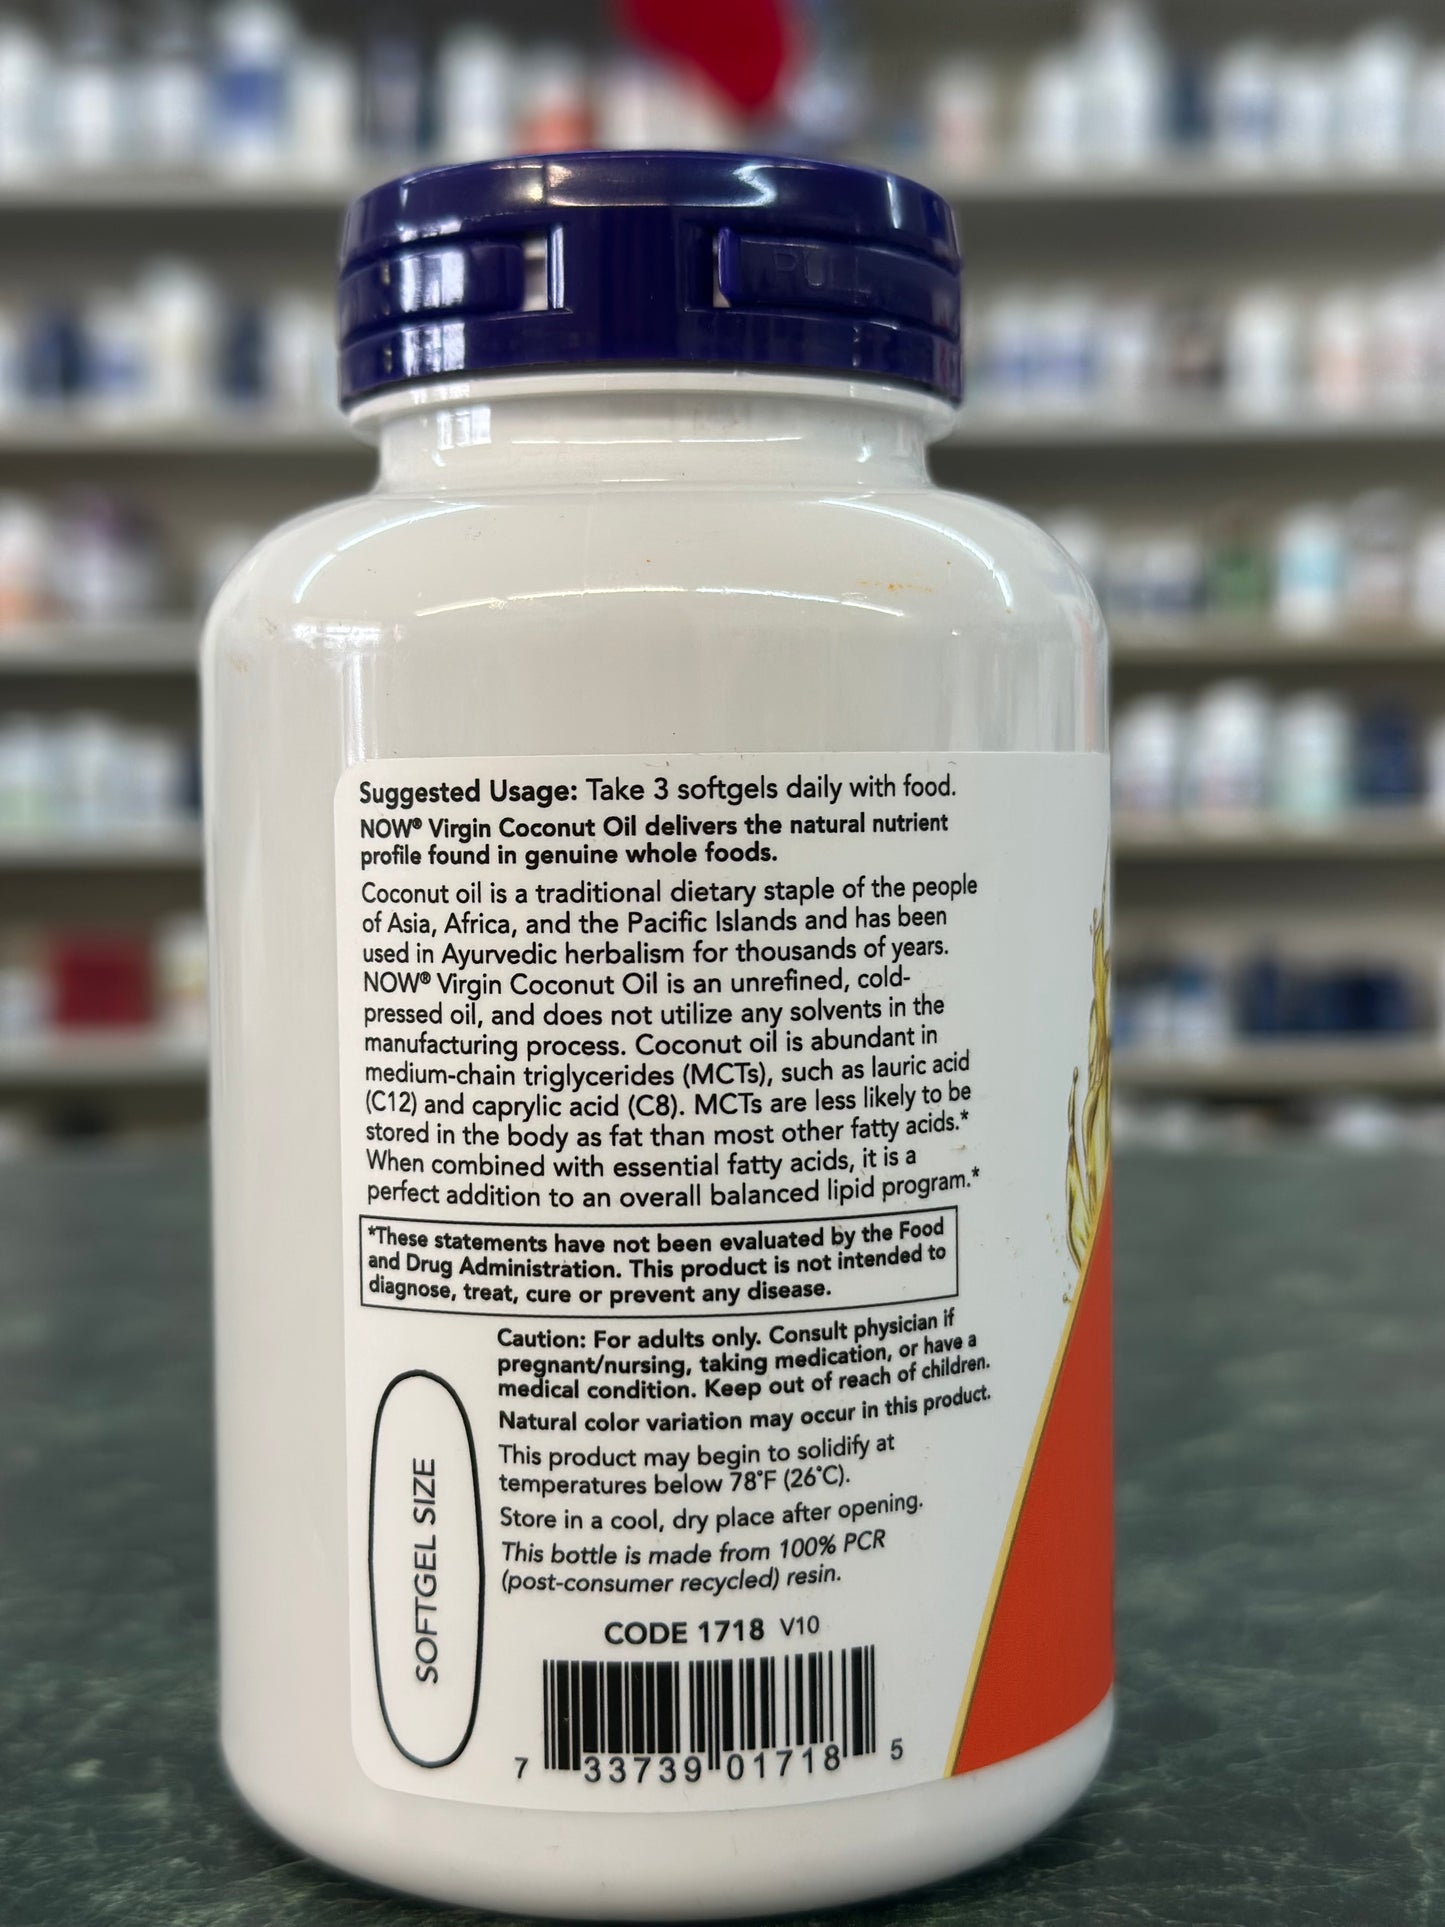 PULL
Suggested Usage: Take 3 softgels daily with food.
NOW® Virgin Coconut Oil delivers the natural nutrient
profile found in genuine whole foods.
Coconut oil is a traditional dietary staple of the people
of Asia, Africa, and the Pacific Islands and has been
used in Ayurvedic herbalism for thousands of years.
NOW® Virgin Coconut Oil is an unrefined, cold-
pressed oil, and does not utilize any solvents in the
manufacturing process. Coconut oil is abundant in
medium-chain triglycerides (MCTs), such as lauric acid
(C12) and caprylic acid (C8). MCTs are less likely to be
stored in the body as fat than most other fatty acids.*
When combined with essential fatty acids, it is a
perfect addition to an overall balanced lipid program.*
*These statements have not been evaluated by the Food
and Drug Administration. This product is not intended to
diagnose, treat, cure or prevent any disease.
Caution: For adults only. Consult physician if
pregnant/nursing, taking medication, or have a
medical condition. Keep out of reach of children.
Natural color variation may occur in this product.
This product may begin to solidify at
temperatures below 78°F (26°C).
Store in a cool, dry place after opening.
This bottle is made from 100% PCR
(post-consumer recycled) resin.
SOFTGEL SIZE
CODE 1718 V10
7 33739 01718 5